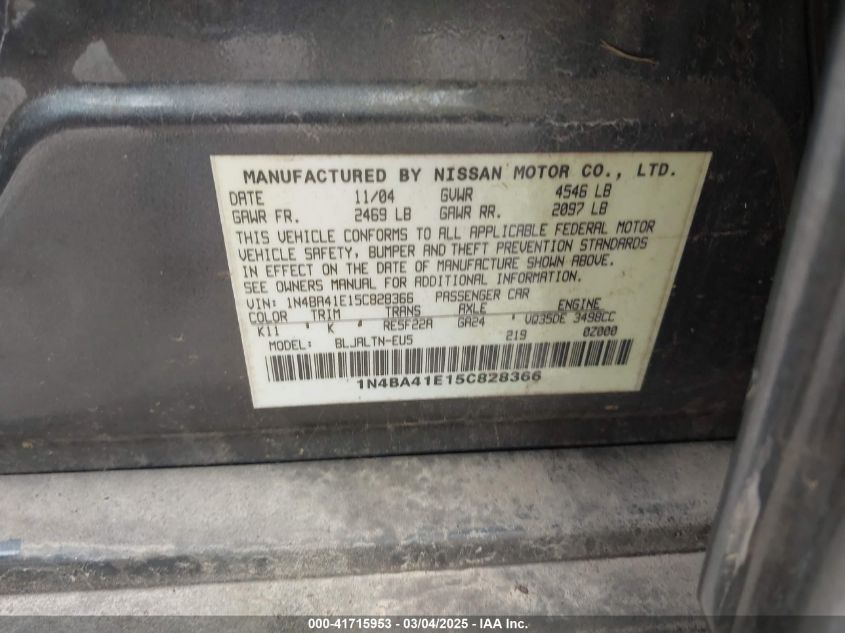 MANUFACTURED BY NISSAN MOTOR CO., LTD.
DATE 11/04 GVWR 4546 LB
GAWR FR. 2469 LB GAWR RR. 2097 LB
THIS VEHICLE CONFORMS TO ALL APPLICABLE FEDERAL MOTOR
VEHICLE SAFETY, BUMPER AND THEFT PREVENTION STANDARDS
IN EFFECT ON THE DATE OF MANUFACTURE SHOWN ABOVE.
SEE OWNERS MANUAL FOR ADDITIONAL INFORMATION.
VIN: 1N4BA41E15C828366 PASSENGER CAR
COLOR TRIM TRANS AXLE ENGINE
K11 K RE5F22A GA24 VQ35DE 3498CC
MODEL: BLJALTN-EU5 219 0Z000
1N4BA41E15C828366
000-41715953 - 03/04/2025 - IAA Inc.